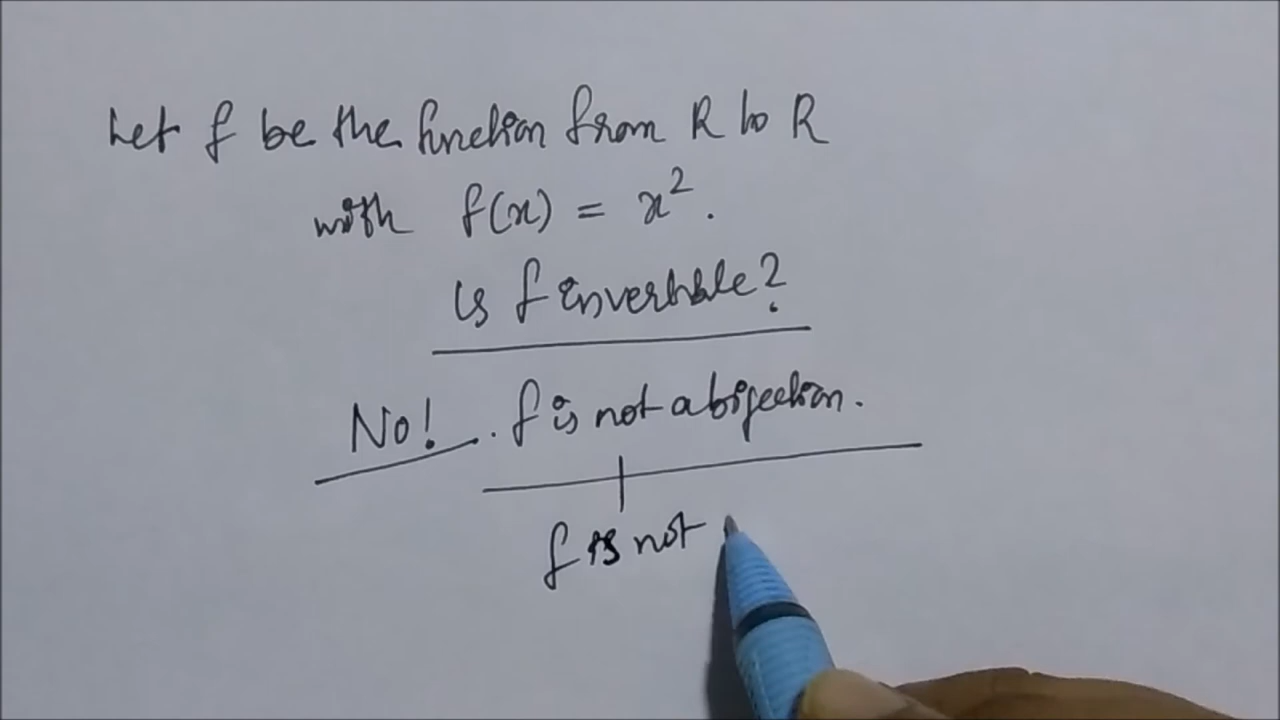 Let f be the function from R to R
with f(x) = x².
Is f invertible?
No! . f is not a bijection.
f is not